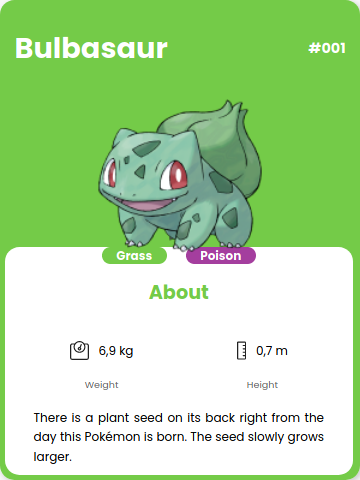 Bulbasaur #001
Grass Poison
About
6,9 kg 0,7 m
Weight Height
There is a plant seed on its back right from the
day this Pokémon is born. The seed slowly grows
larger.